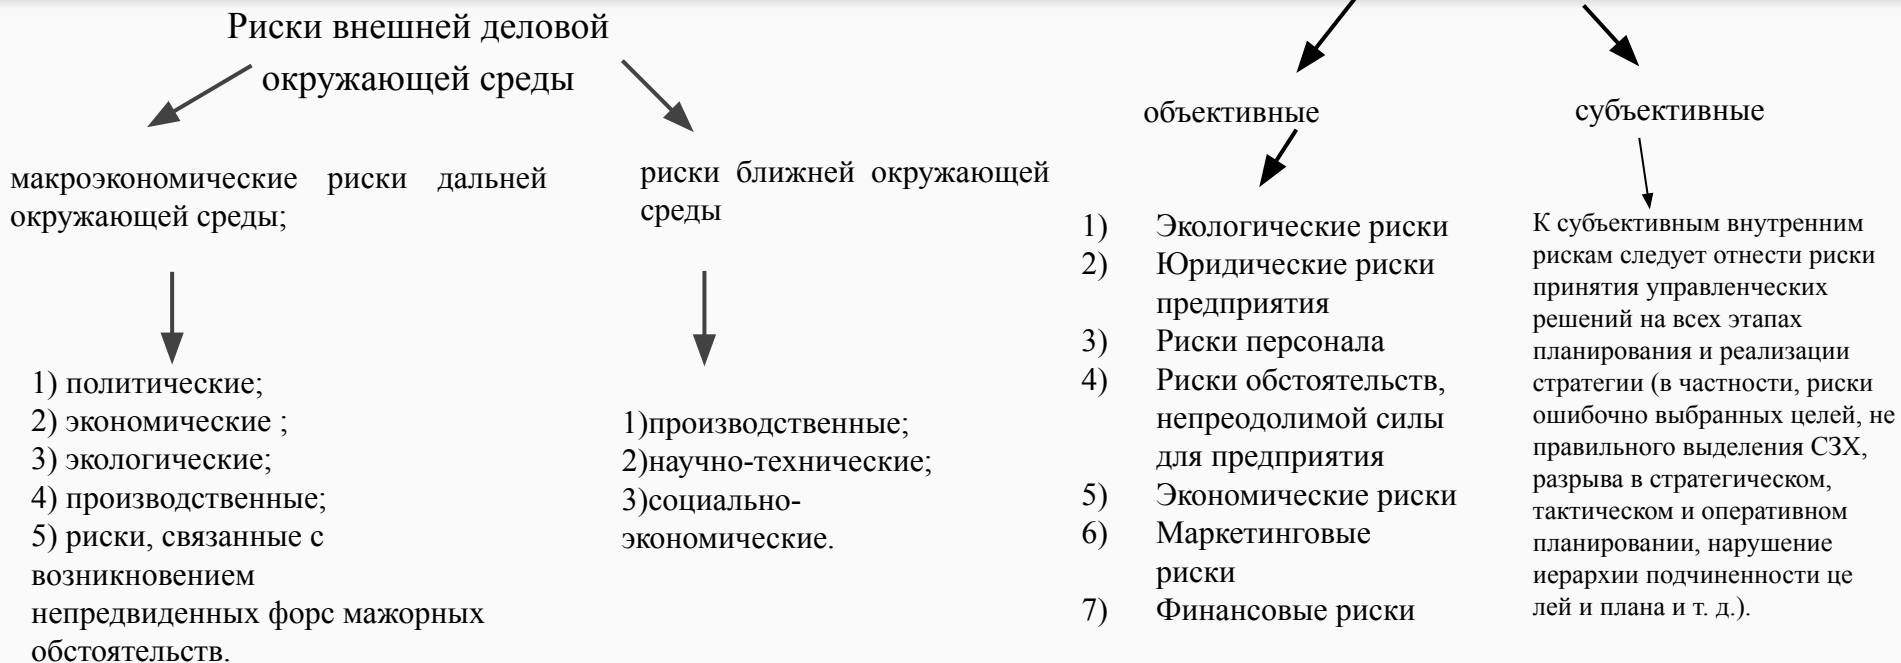 Риски внешней деловой
окружающей среды
макроэкономические риски дальней
окружающей среды;
1) политические;
2) экономические ;
3) экологические;
4) производственные;
5) риски, связанные с
возникновением
непредвиденных форс мажорных
обстоятельств.
риски ближней окружающей
среды
1)производственные;
2)научно-технические;
3)социально-
экономические.
объективные
1) Экологические риски
2) Юридические риски
предприятия
3) Риски персонала
4) Риски обстоятельств,
непреодолимой силы
для предприятия
5) Экономические риски
6) Маркетинговые
риски
7) Финансовые риски
субъективные
К субъективным внутренним
рискам следует отнести риски
принятия управленческих
решений на всех этапах
планирования и реализации
стратегии (в частности, риски
ошибочно выбранных целей, не
правильного выделения СЗХ,
разрыва в стратегическом,
тактическом и оперативном
планировании, нарушение
иерархии подчиненности це
лей и плана и т. д.).